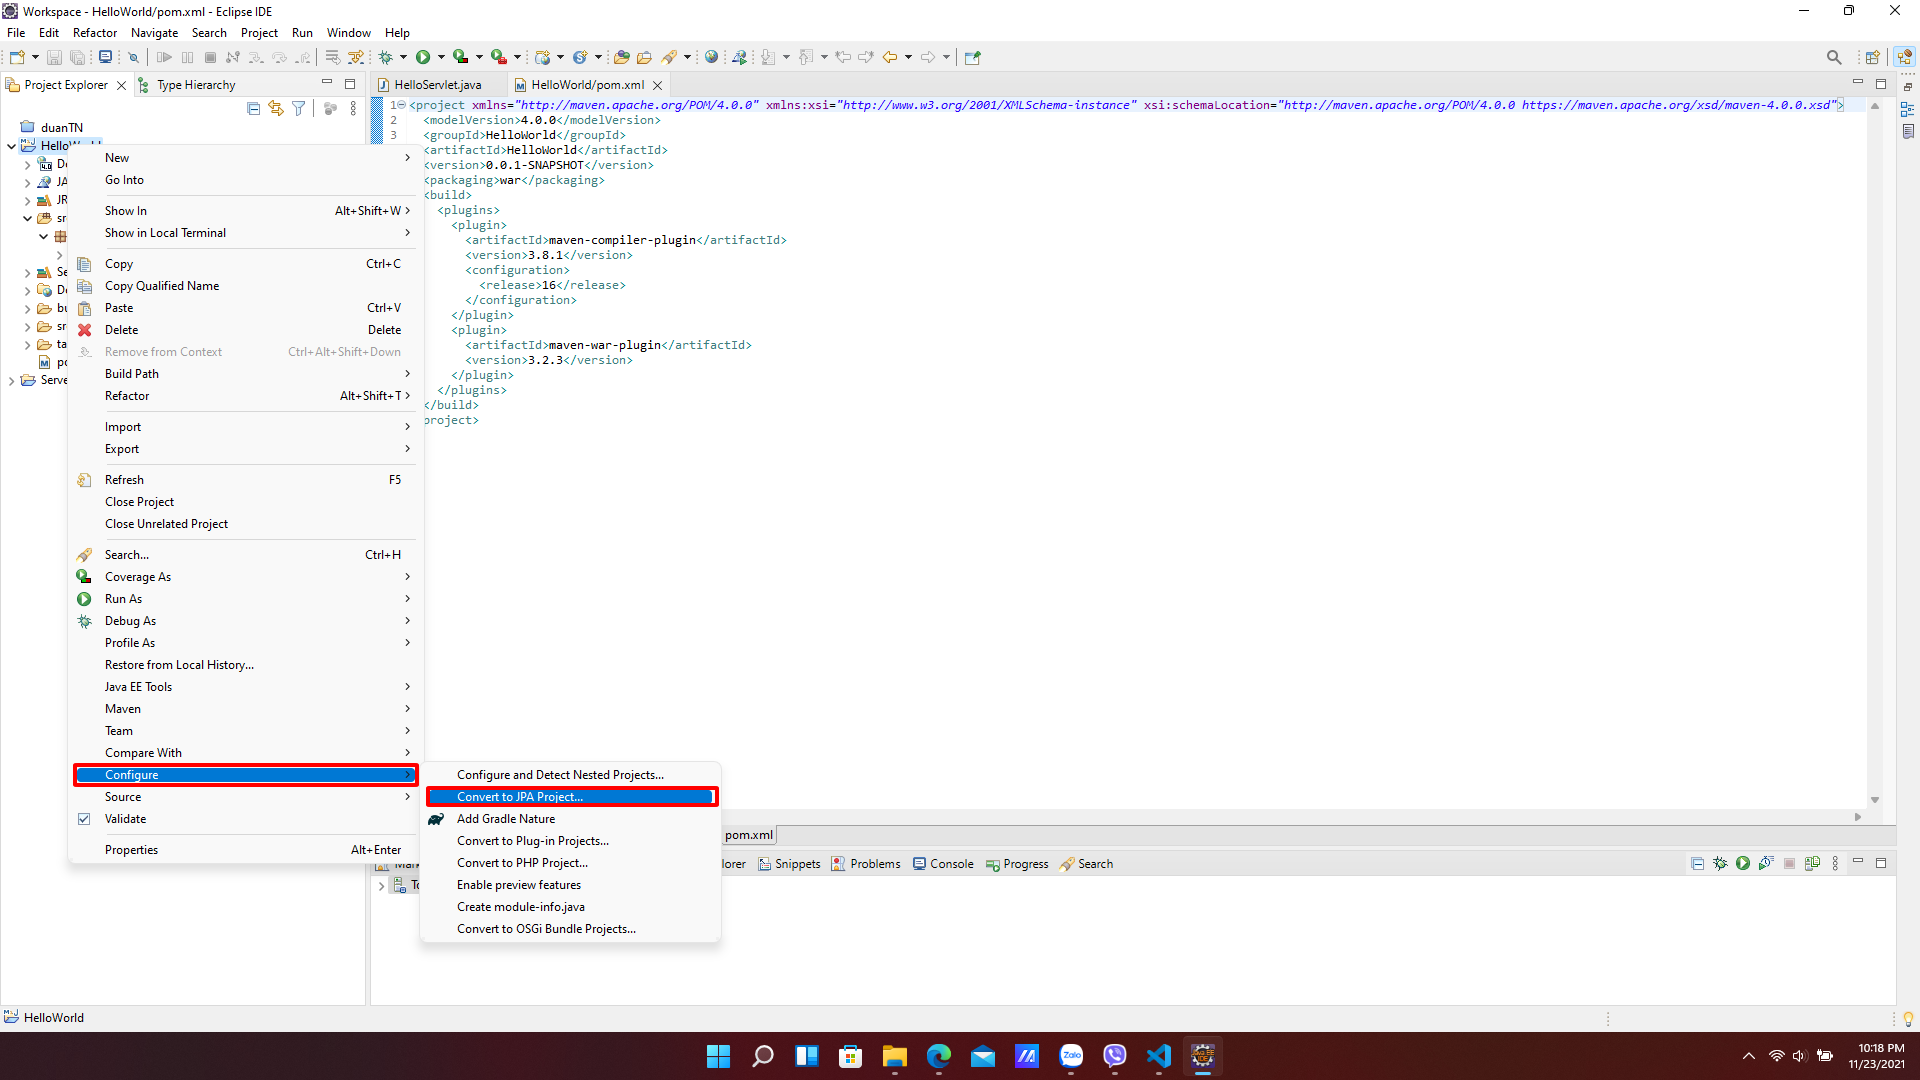 Workspace - HelloWorld/pom.xml - Eclipse IDE
File Edit Refactor Navigate Search Project Run Window Help
Project Explorer Type Hierarchy
HelloServlet.java HelloWorld/pom.xml
duanTN
JA
JR
Se
New
Go Into
Show In Alt+Shift+W
Show in Local Terminal
Copy Ctrl+C
Copy Qualified Name
Paste Ctrl+V
Delete Delete
Remove from Context Ctrl+Alt+Shift+Down
Build Path
Refactor Alt+Shift+T
Import
Export
Refresh F5
Close Project
Close Unrelated Project
Search... Ctrl+H
Coverage As
Run As
Debug As
Profile As
Restore from Local History...
Java EE Tools
Maven
Team
Compare With
Configure
Source
Validate
Properties Alt+Enter
Configure and Detect Nested Projects...
Convert to JPA Project...
Add Gradle Nature
Convert to Plug-in Projects...
Convert to PHP Project...
Enable preview features
Create module-info.java
Convert to OSGi Bundle Projects...
1 <project xmlns="http://maven.apache.org/POM/4.0.0" xmlns:xsi="http://www.w3.org/2001/XMLSchema-instance" xsi:schemaLocation="http://maven.apache.org/POM/4.0.0 https://maven.apache.org/xsd/maven-4.0.0.xsd">
2 <modelVersion>4.0.0</modelVersion>
3 <groupId>HelloWorld</groupId>
<artifactId>HelloWorld</artifactId>
<version>0.0.1-SNAPSHOT</version>
<packaging>war</packaging>
<build>
<plugins>
<plugin>
<artifactId>maven-compiler-plugin</artifactId>
<version>3.8.1</version>
<configuration>
<release>16</release>
</configuration>
</plugin>
<plugin>
<artifactId>maven-war-plugin</artifactId>
<version>3.2.3</version>
</plugin>
</plugins>
</build>
project>
pom.xml
lorer Snippets Problems Console Progress Search
HelloWorld
Zalo
10:18 PM
11/23/2021